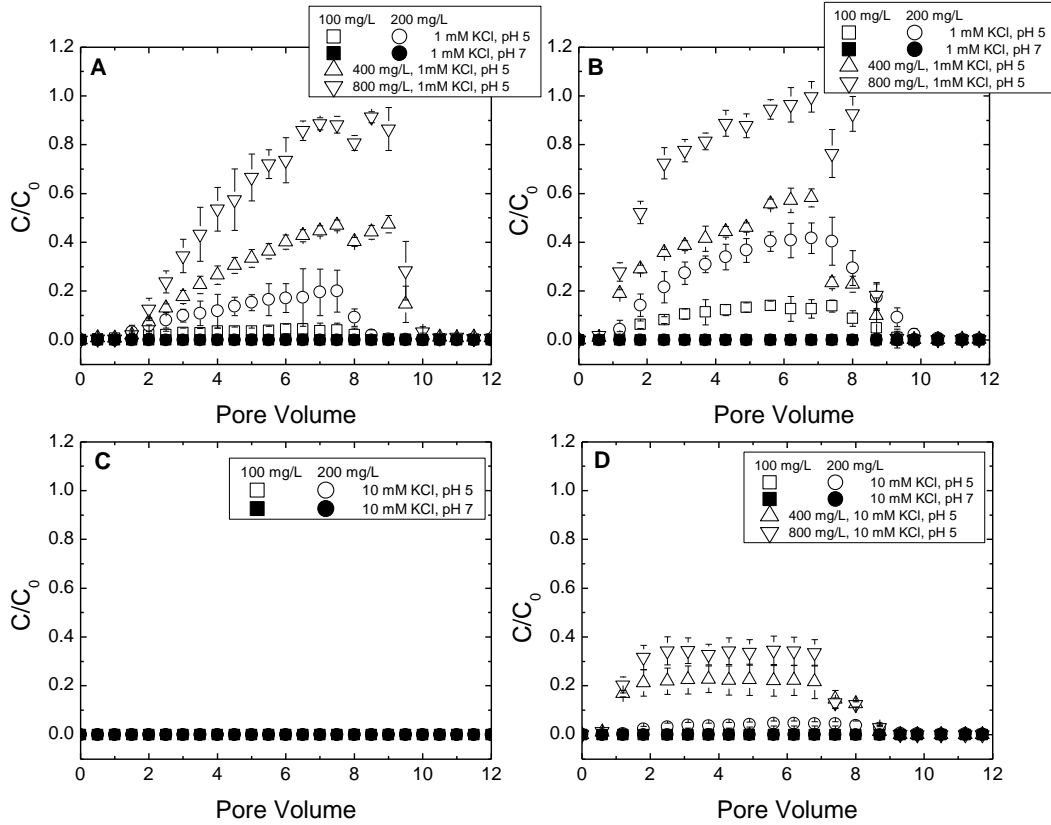 100 mg/L 200 mg/L
1 mM KCl, pH 5
1 mM KCl, pH 7
400 mg/L, 1mM KCl, pH 5
800 mg/L, 1mM KCl, pH 5
A
1.2
1.0
0.8
0.6
0.4
0.2
0.0
C/C0
0 2 4 6 8 10 12
Pore Volume
100 mg/L 200 mg/L
1 mM KCl, pH 5
1 mM KCl, pH 7
400 mg/L, 1mM KCl, pH 5
800 mg/L, 1mM KCl, pH 5
B
1.2
1.0
0.8
0.6
0.4
0.2
0.0
C/C0
0 2 4 6 8 10 12
Pore Volume
C
100 mg/L 200 mg/L
10 mM KCl, pH 5
10 mM KCl, pH 7
1.2
1.0
0.8
0.6
0.4
0.2
0.0
C/C0
0 2 4 6 8 10 12
Pore Volume
D
100 mg/L 200 mg/L
10 mM KCl, pH 5
10 mM KCl, pH 7
400 mg/L, 10 mM KCl, pH 5
800 mg/L, 10 mM KCl, pH 5
1.2
1.0
0.8
0.6
0.4
0.2
0.0
C/C0
0 2 4 6 8 10 12
Pore Volume